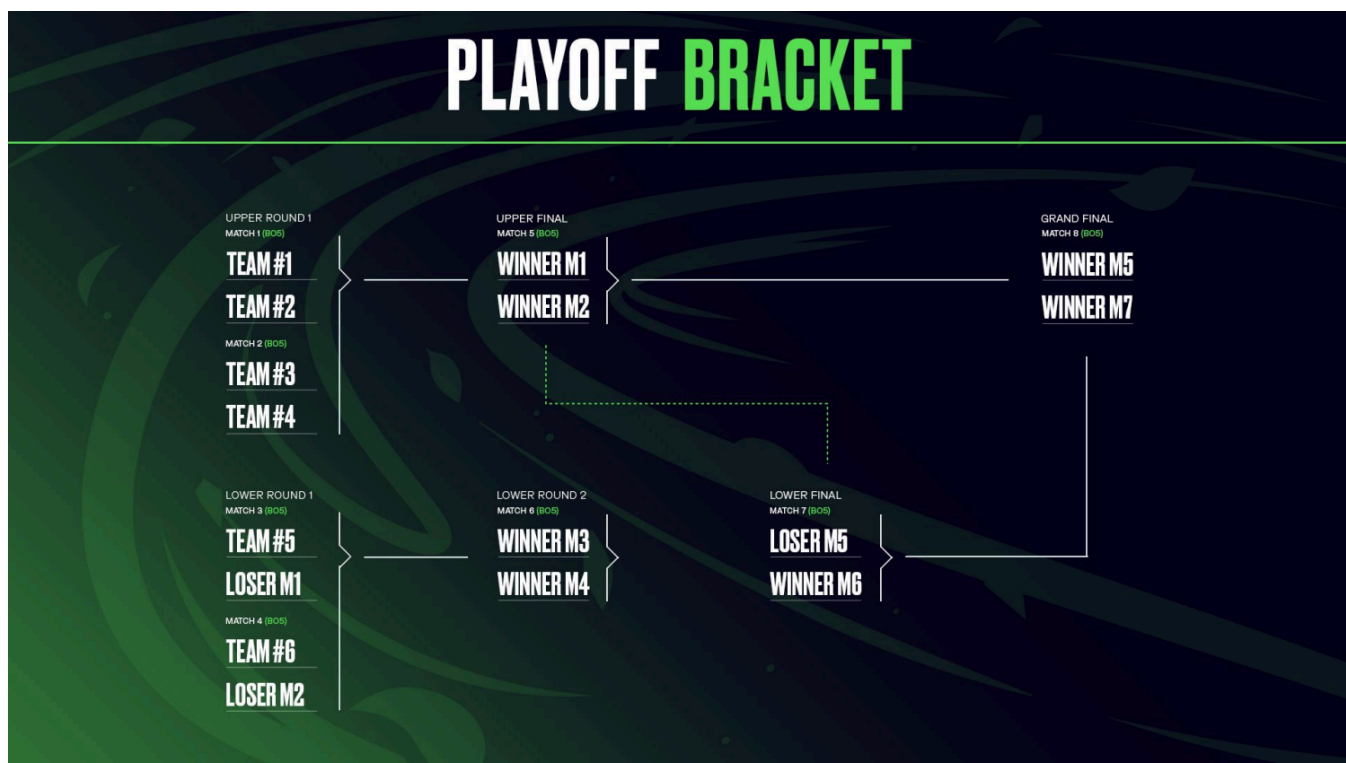 PLAYOFF BRACKET
UPPER ROUND 1
MATCH 1 (BO5)
TEAM #1
TEAM #2
MATCH 2 (BO5)
TEAM #3
TEAM #4
UPPER FINAL
MATCH 5 (BO5)
WINNER M1
WINNER M2
GRAND FINAL
MATCH 8 (BO5)
WINNER M5
WINNER M7
LOWER ROUND 1
MATCH 3 (BO5)
TEAM #5
LOSER M1
MATCH 4 (BO5)
TEAM #6
LOSER M2
LOWER ROUND 2
MATCH 6 (BO5)
WINNER M3
WINNER M4
LOWER FINAL
MATCH 7 (BO5)
LOSER M5
WINNER M6